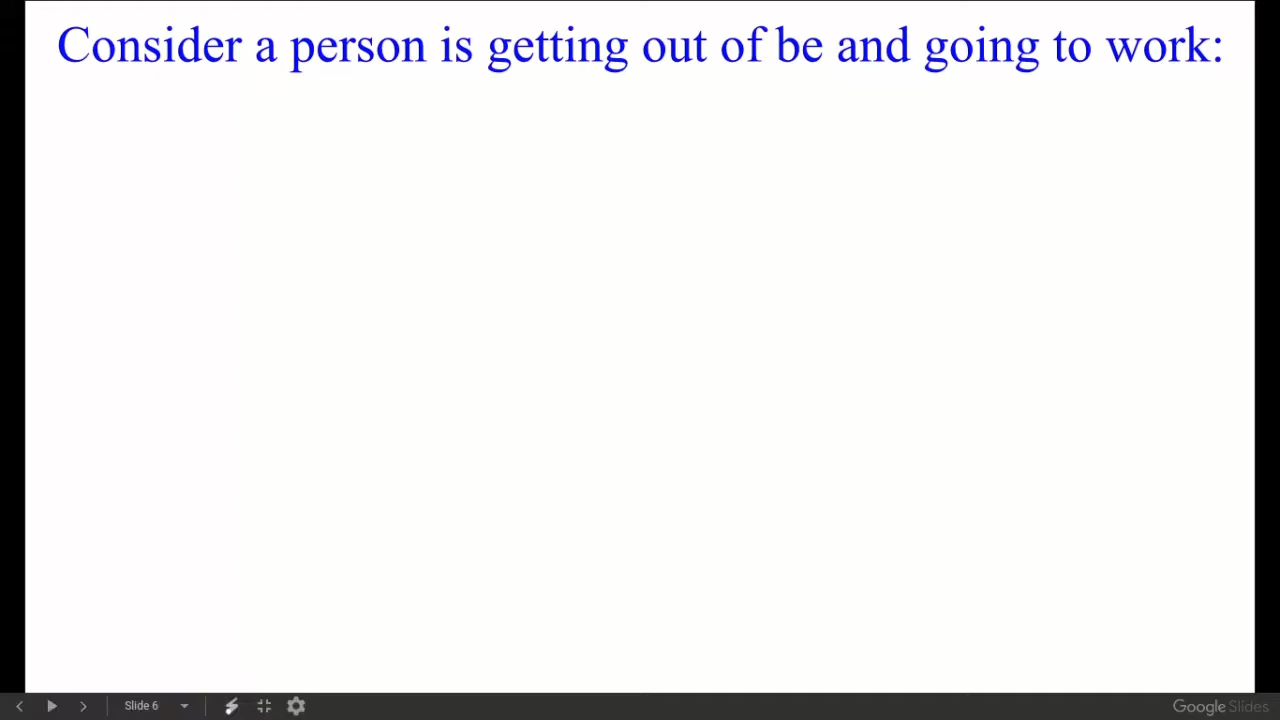 Consider a person is getting out of be and going to work:
Slide 6
Google Slides